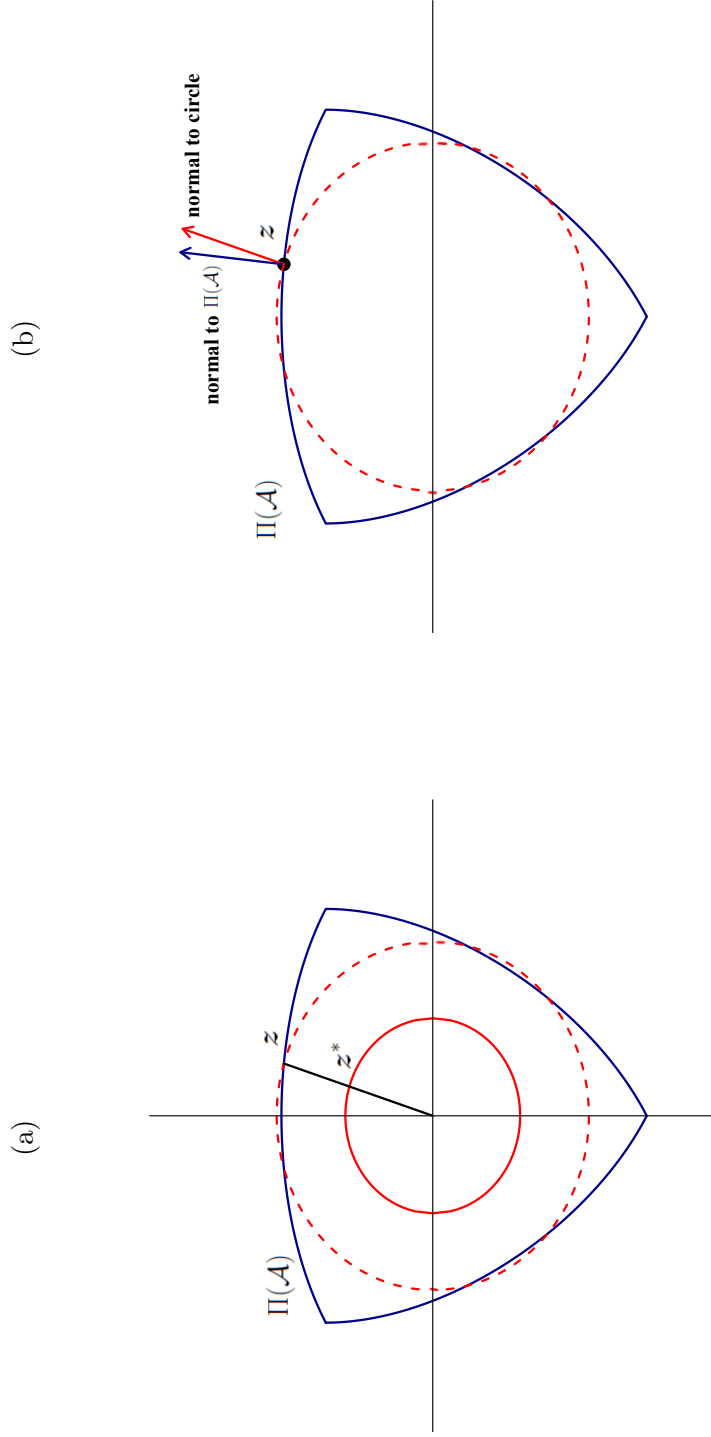 (a)
Π(𝒜)
z
z*
(b)
Π(𝒜)
normal to Π(𝒜)
z
normal to circle